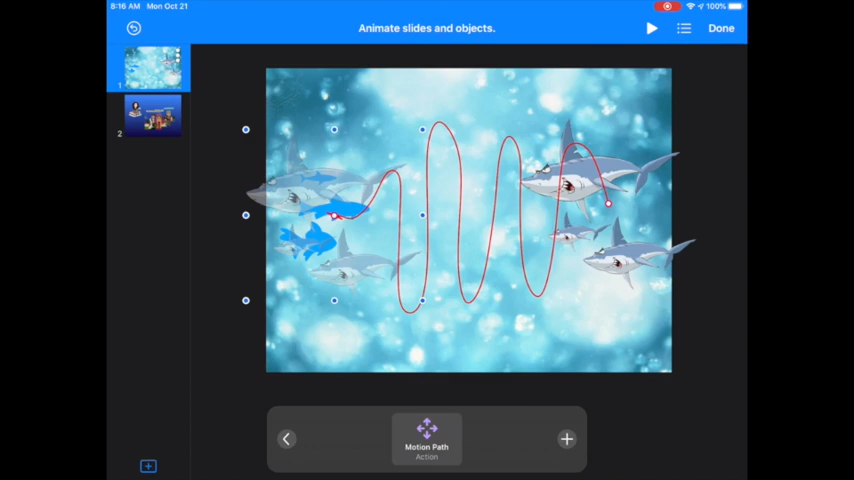 8:16 AM Mon Oct 21
100%
Animate slides and objects.
Done
1
2
Motion Path
Action